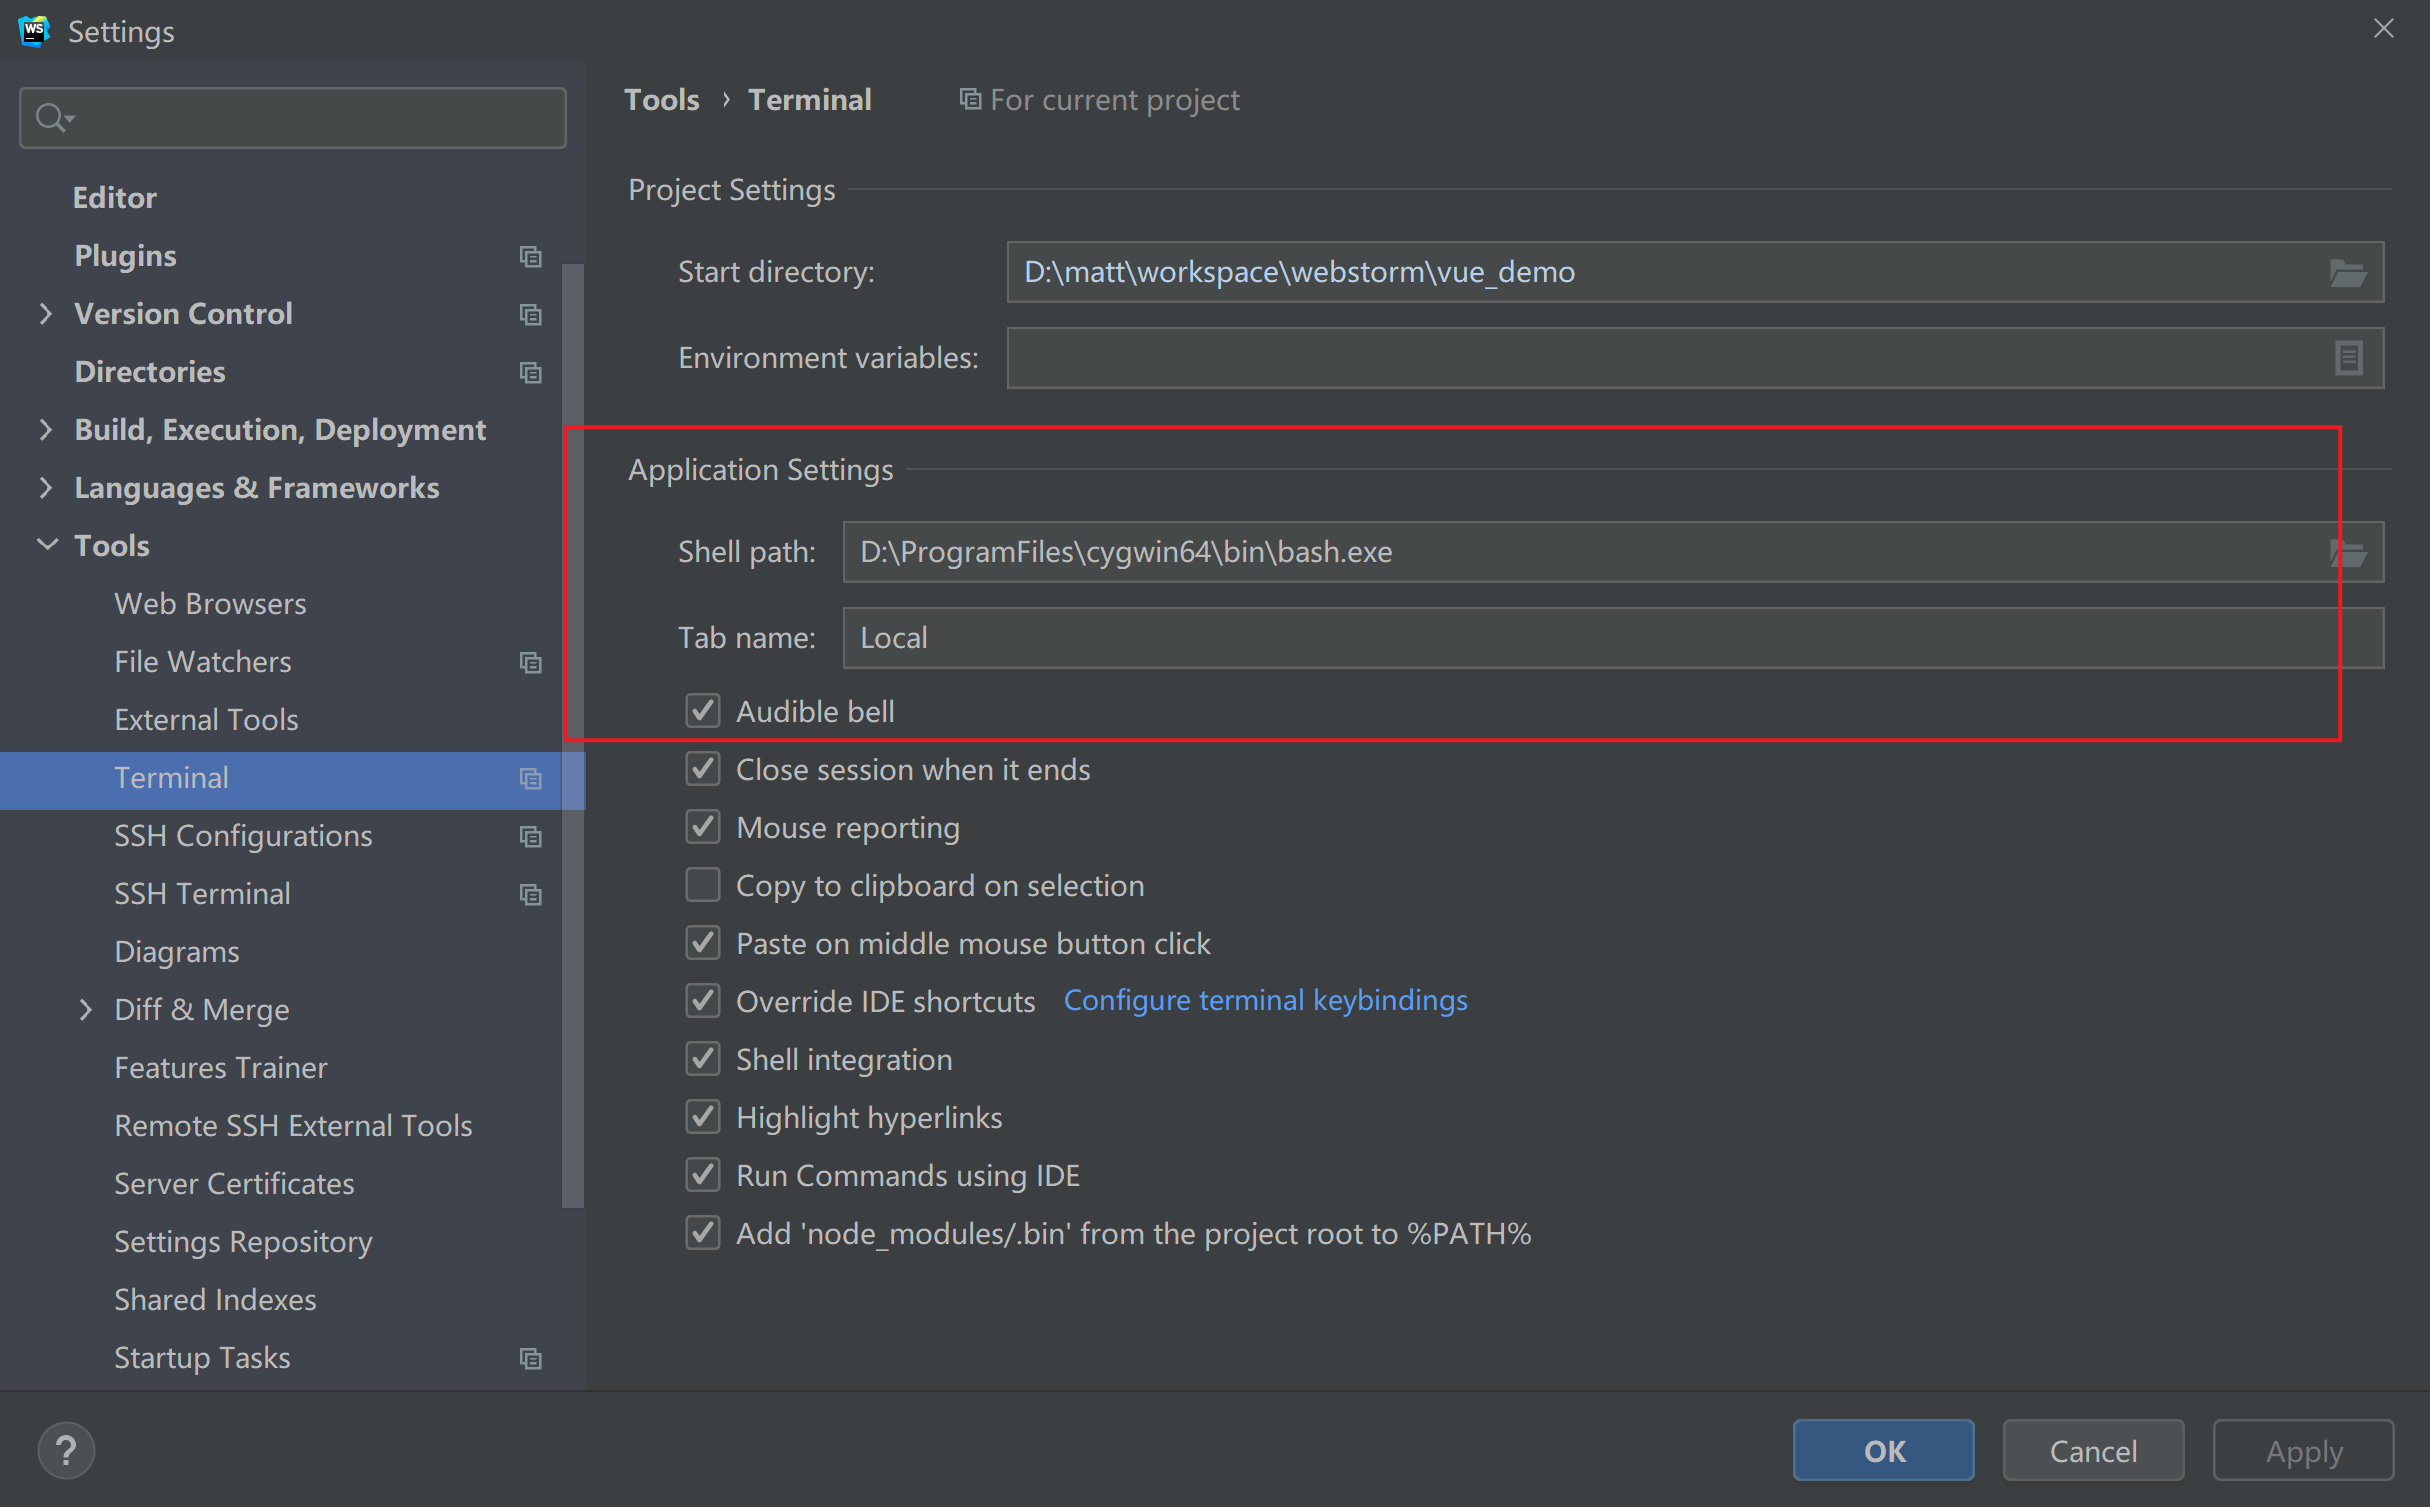 WS Settings
Editor
Plugins
Version Control
Directories
Build, Execution, Deployment
Languages & Frameworks
Tools
Web Browsers
File Watchers
External Tools
Terminal
SSH Configurations
SSH Terminal
Diagrams
Diff & Merge
Features Trainer
Remote SSH External Tools
Server Certificates
Settings Repository
Shared Indexes
Startup Tasks
Tools › Terminal For current project
Project Settings
Start directory: D:\matt\workspace\webstorm\vue_demo
Environment variables:
Application Settings
Shell path: D:\ProgramFiles\cygwin64\bin\bash.exe
Tab name: Local
Audible bell
Close session when it ends
Mouse reporting
Copy to clipboard on selection
Paste on middle mouse button click
Override IDE shortcuts Configure terminal keybindings
Shell integration
Highlight hyperlinks
Run Commands using IDE
Add 'node_modules/.bin' from the project root to %PATH%
? OK Cancel Apply